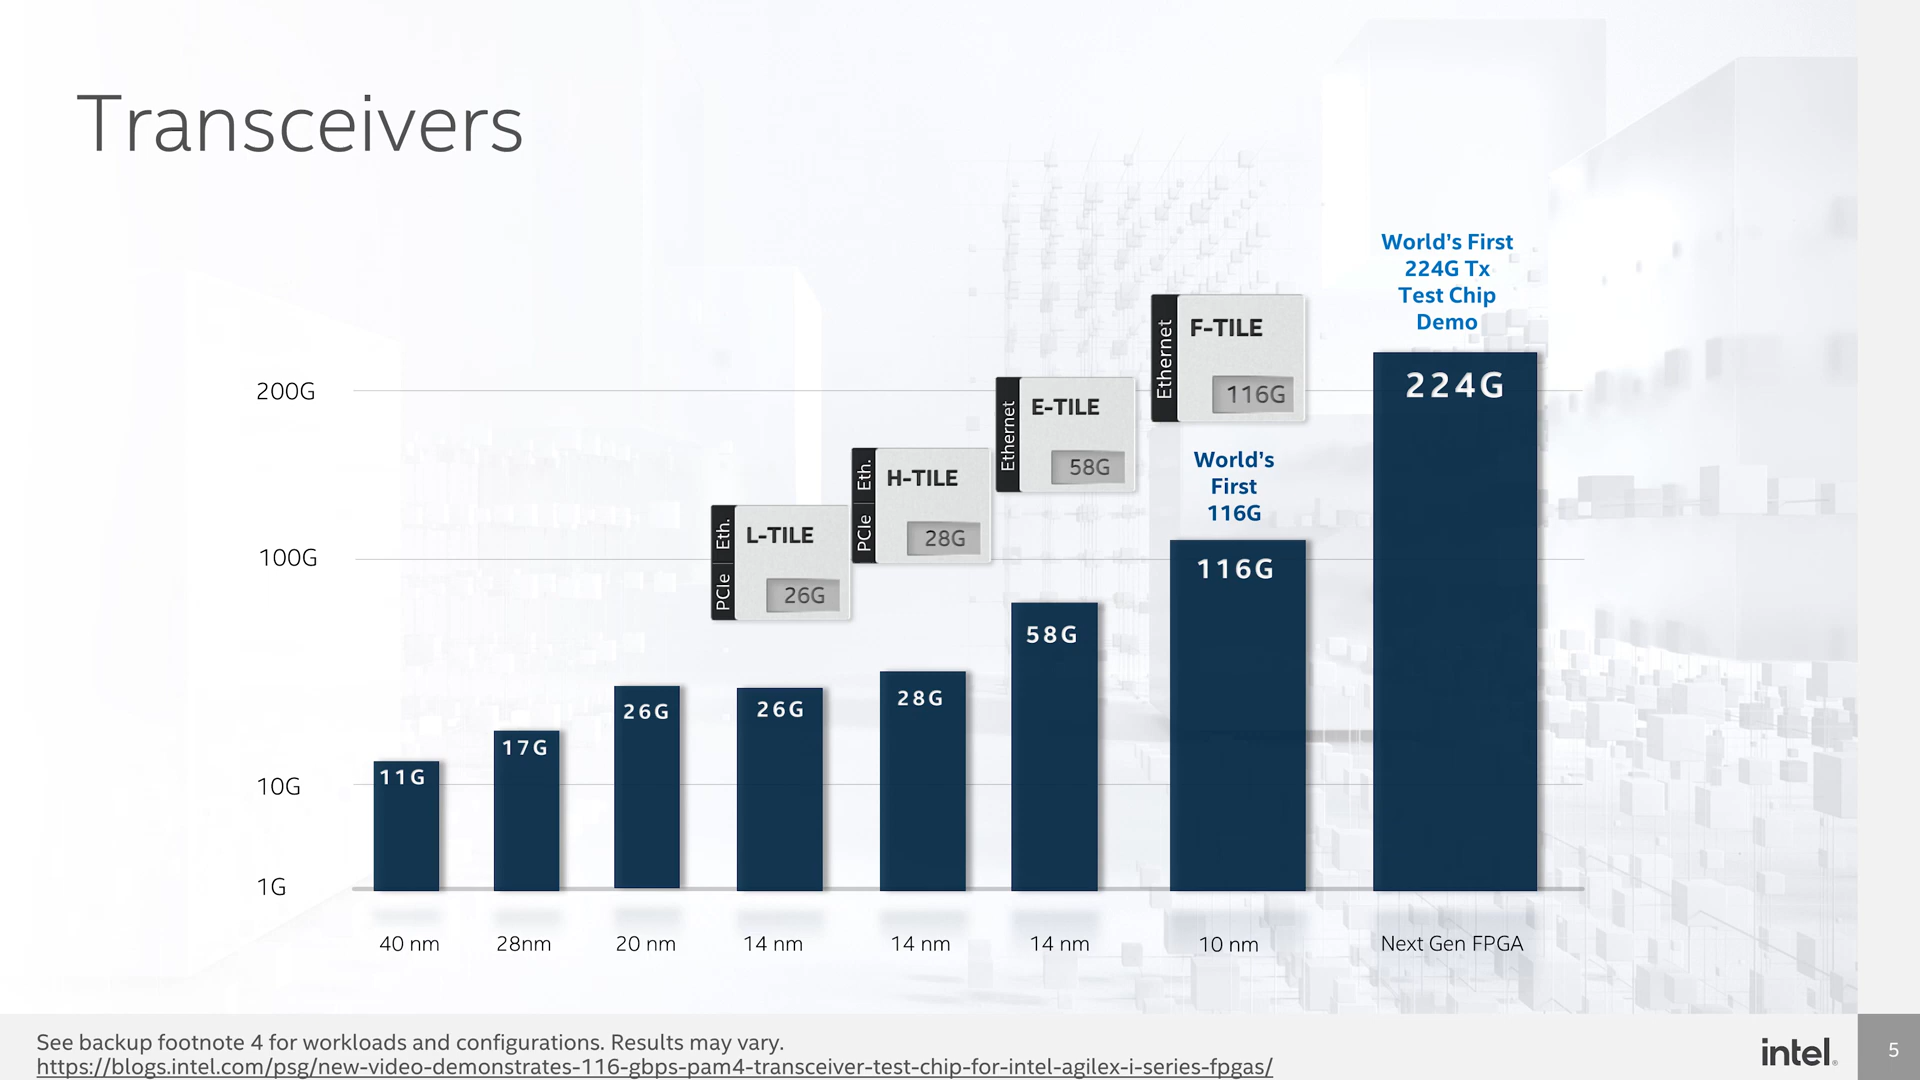 Transceivers
World's First
224G Tx
Test Chip
Demo
Ethernet
F-TILE
116G
224G
200G
Ethernet
E-TILE
58G
World's
First
116G
PCIe Eth.
H-TILE
28G
PCIe Eth.
L-TILE
26G
100G
116G
58G
28G
26G
26G
17G
11G
10G
1G
40 nm
28nm
20 nm
14 nm
14 nm
14 nm
10 nm
Next Gen FPGA
See backup footnote 4 for workloads and configurations. Results may vary.
https://blogs.intel.com/psg/new-video-demonstrates-116-gbps-pam4-transceiver-test-chip-for-intel-agilex-i-series-fpgas/
intel.
5